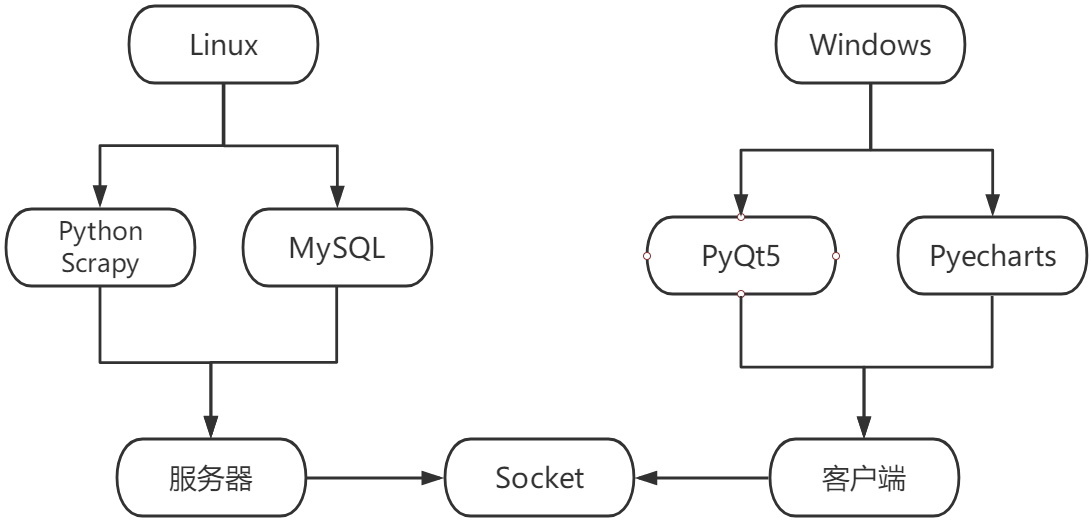 Linux
Windows
Python
Scrapy
MySQL
PyQt5
Pyecharts
服务器
Socket
客户端